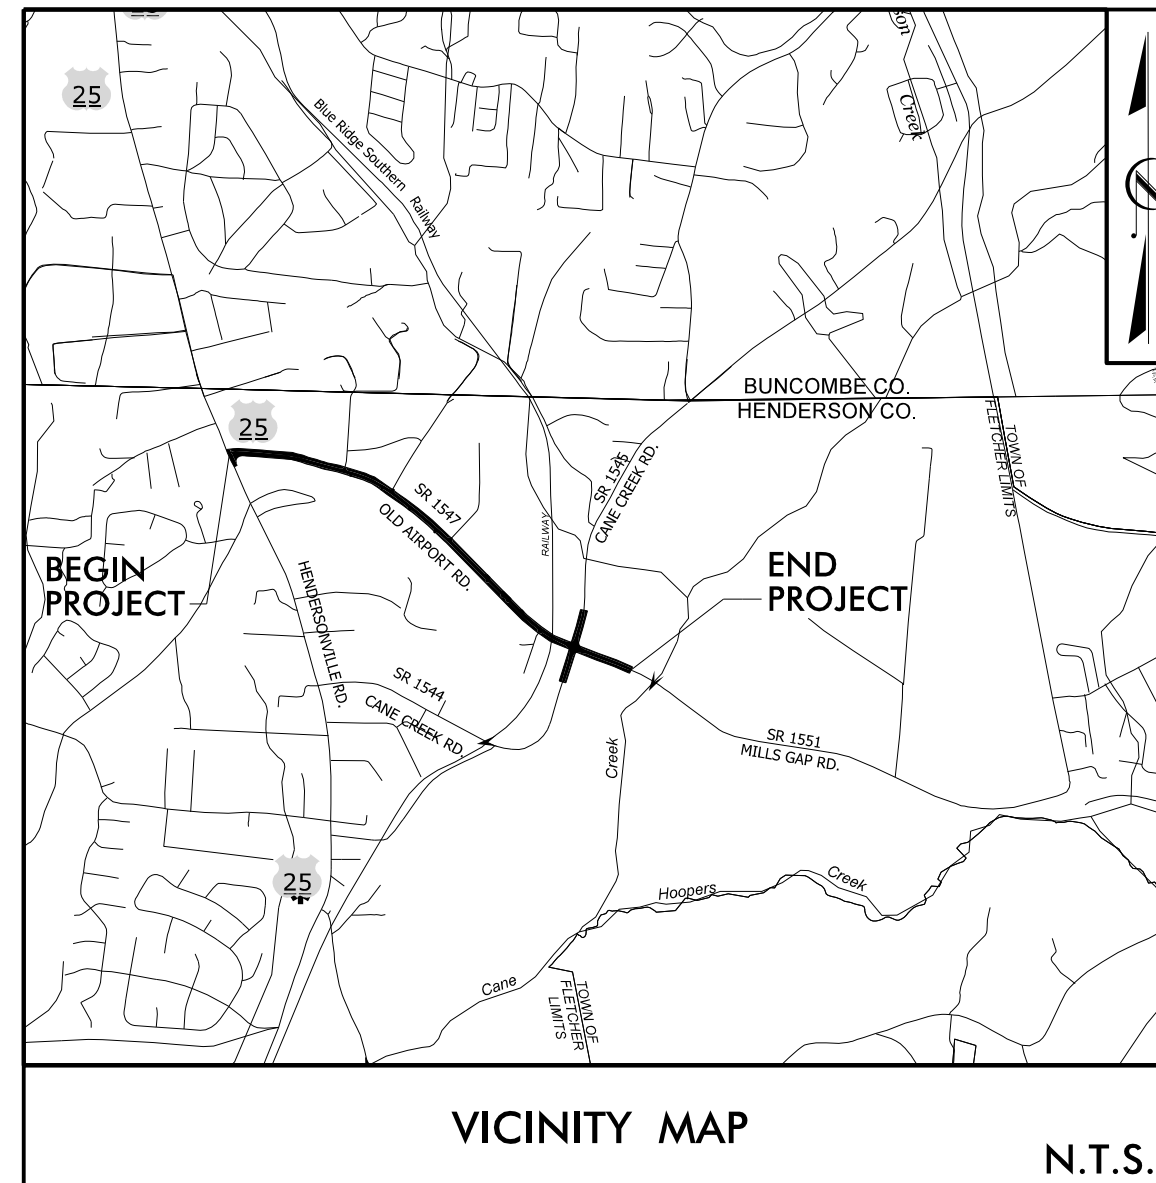 son
25
Creek
Blue Ridge Southern Railway
BUNCOMBE CO.
HENDERSON CO.
25
TOWN OF
FLETCHER LIMITS
SR 1545
CANE CREEK RD.
SR 1547
OLD AIRPORT RD.
RAILWAY
BEGIN
PROJECT
END
PROJECT
HENDERSONVILLE RD.
SR 1544
CANE CREEK RD.
Creek
SR 1551
MILLS GAP RD.
25
Hoopers Creek
Cane
TOWN OF
FLETCHER
LIMITS
VICINITY MAP
N.T.S.